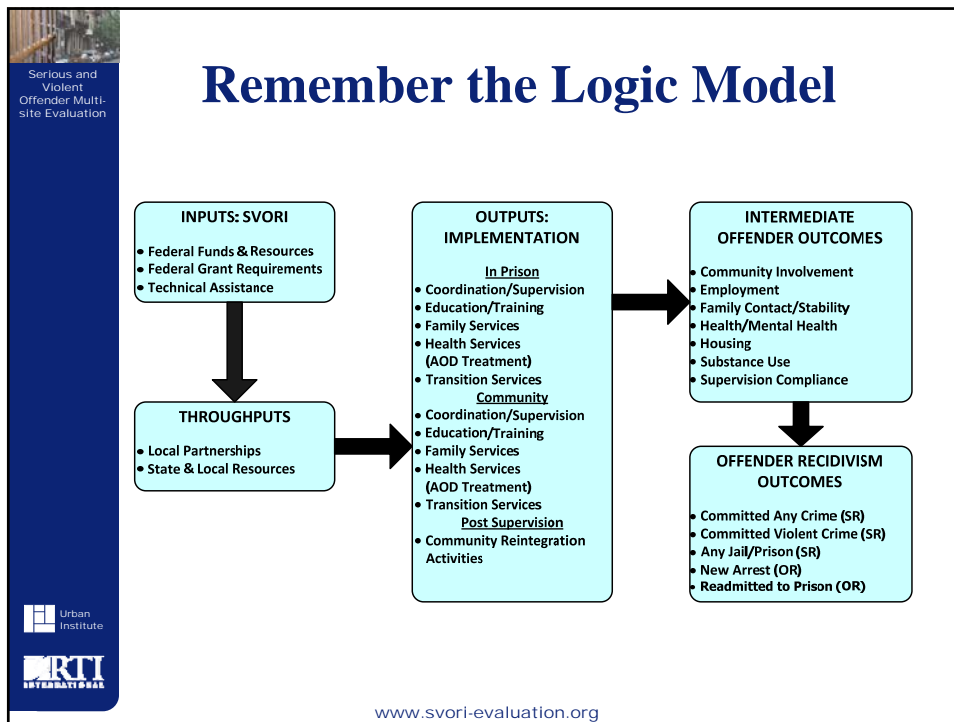 Serious and
Violent
Offender Multi-
site Evaluation
Remember the Logic Model
INPUTS: SVORI
• Federal Funds & Resources
• Federal Grant Requirements
• Technical Assistance
THROUGHPUTS
• Local Partnerships
• State & Local Resources
OUTPUTS:
IMPLEMENTATION
In Prison
• Coordination/Supervision
• Education/Training
• Family Services
• Health Services
(AOD Treatment)
• Transition Services
Community
• Coordination/Supervision
• Education/Training
• Family Services
• Health Services
(AOD Treatment)
• Transition Services
Post Supervision
• Community Reintegration
Activities
INTERMEDIATE
OFFENDER OUTCOMES
• Community Involvement
• Employment
• Family Contact/Stability
• Health/Mental Health
• Housing
• Substance Use
• Supervision Compliance
OFFENDER RECIDIVISM
OUTCOMES
• Committed Any Crime (SR)
• Committed Violent Crime (SR)
• Any Jail/Prison (SR)
• New Arrest (OR)
• Readmitted to Prison (OR)
Urban
Institute
RTI
INTERNATIONAL
www.svori-evaluation.org